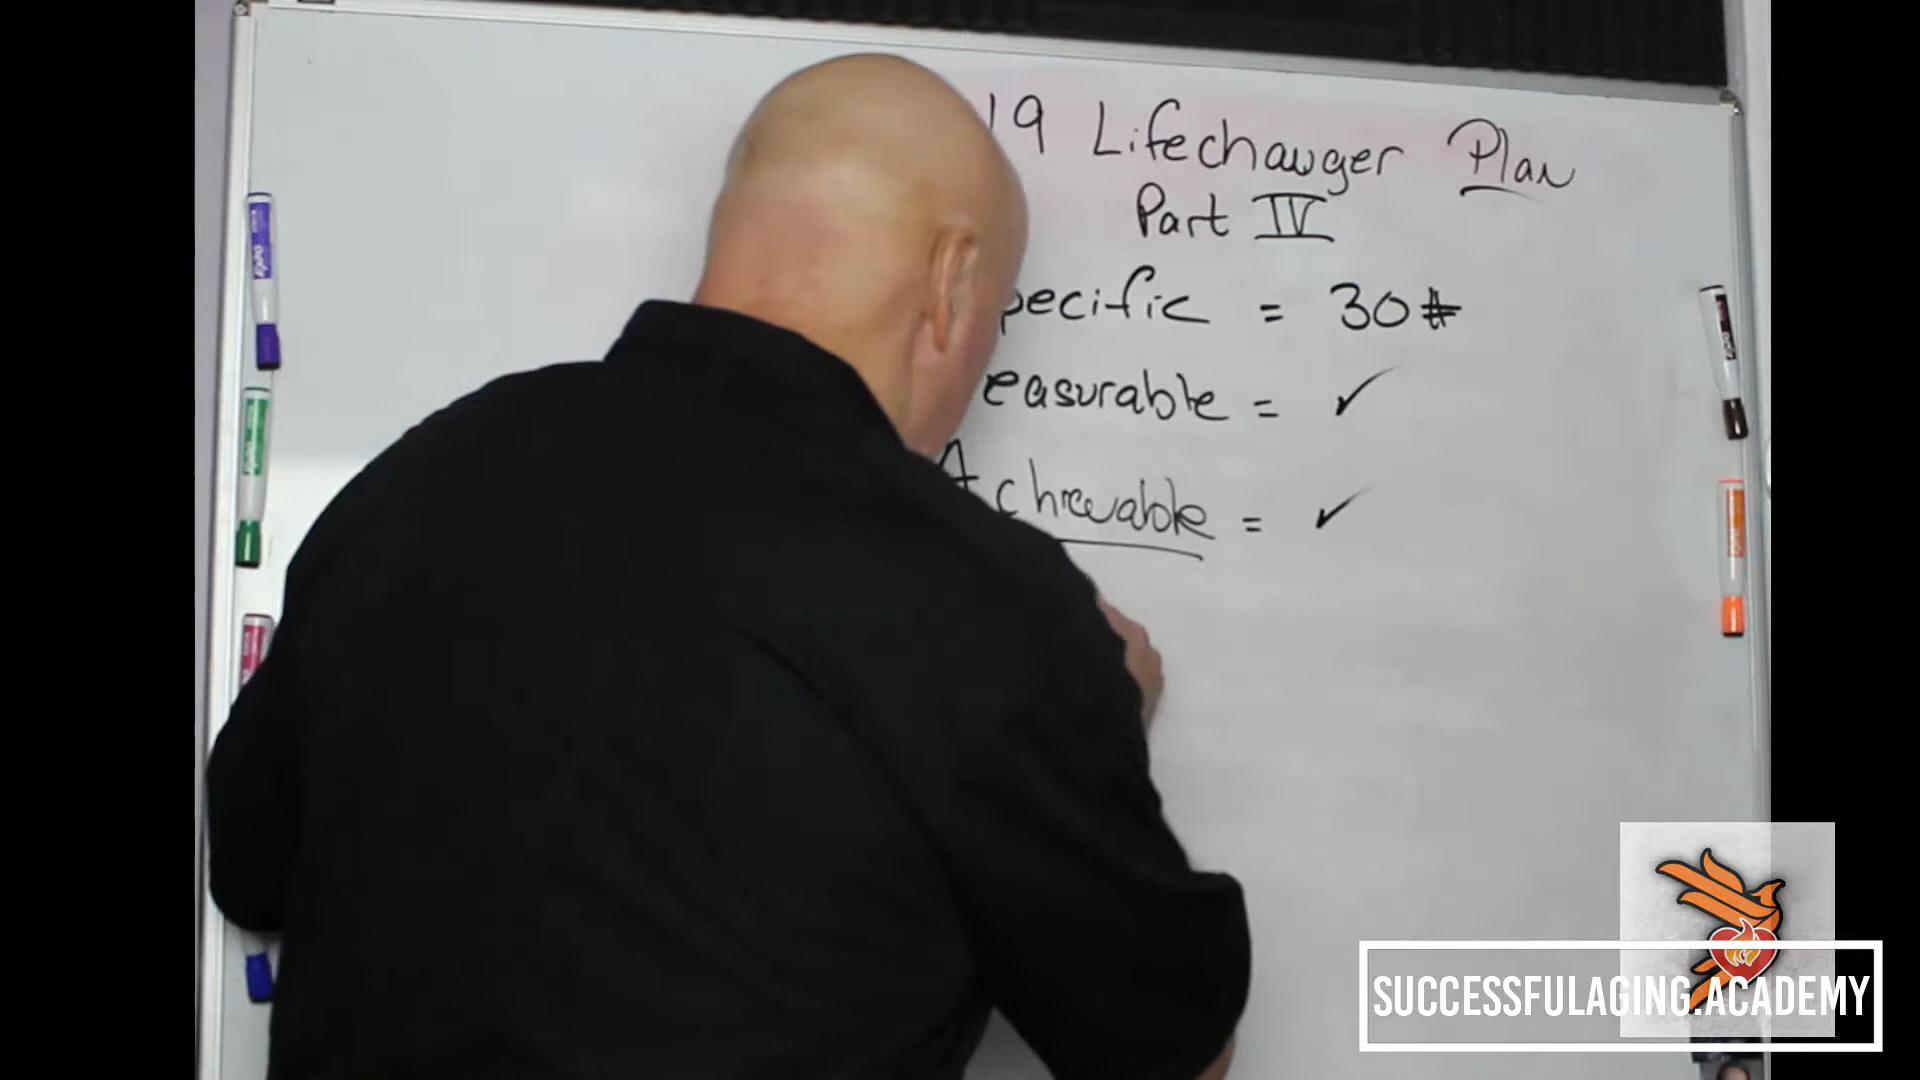 19 Lifechanger Plan
Part IV
pecific = 30#
easurable = ✓
Achievable = ✓
SUCCESSFULAGING.ACADEMY